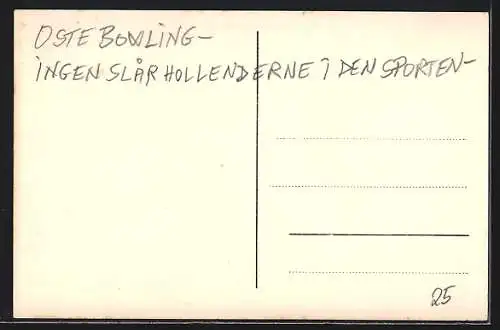 OSTE BOWLING-
INGEN SLÅR HOLLENDERNE I DEN SPORTEN-
25